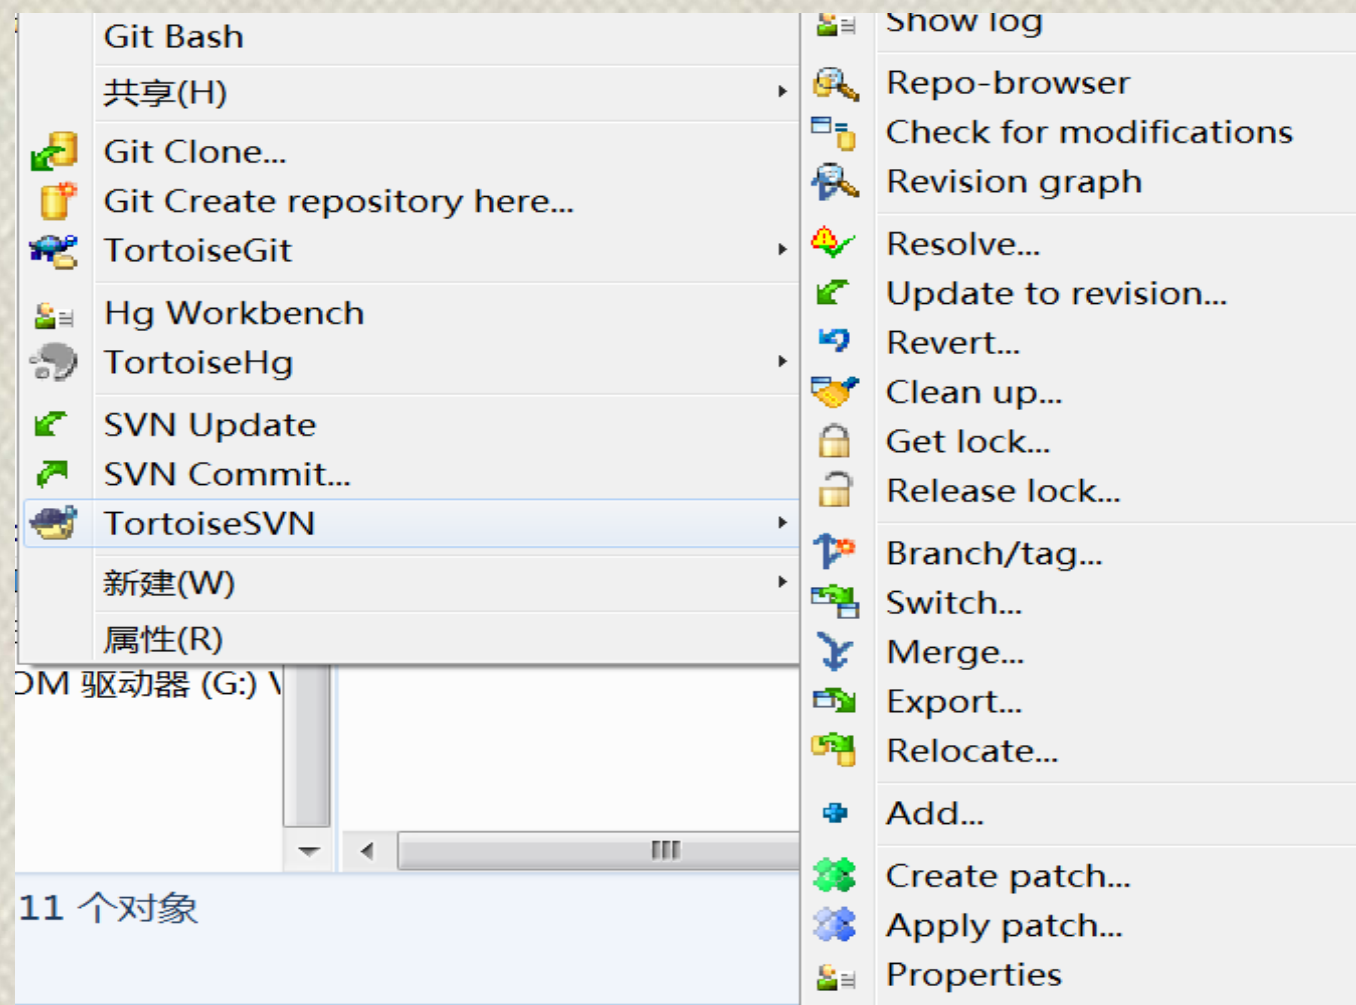 Git Bash
共享(H)
Git Clone...
Git Create repository here...
TortoiseGit
Hg Workbench
TortoiseHg
SVN Update
SVN Commit...
TortoiseSVN
新建(W)
属性(R)
驱动器 (G:)
11 个对象
Show log
Repo-browser
Check for modifications
Revision graph
Resolve...
Update to revision...
Revert...
Clean up...
Get lock...
Release lock...
Branch/tag...
Switch...
Merge...
Export...
Relocate...
Add...
Create patch...
Apply patch...
Properties